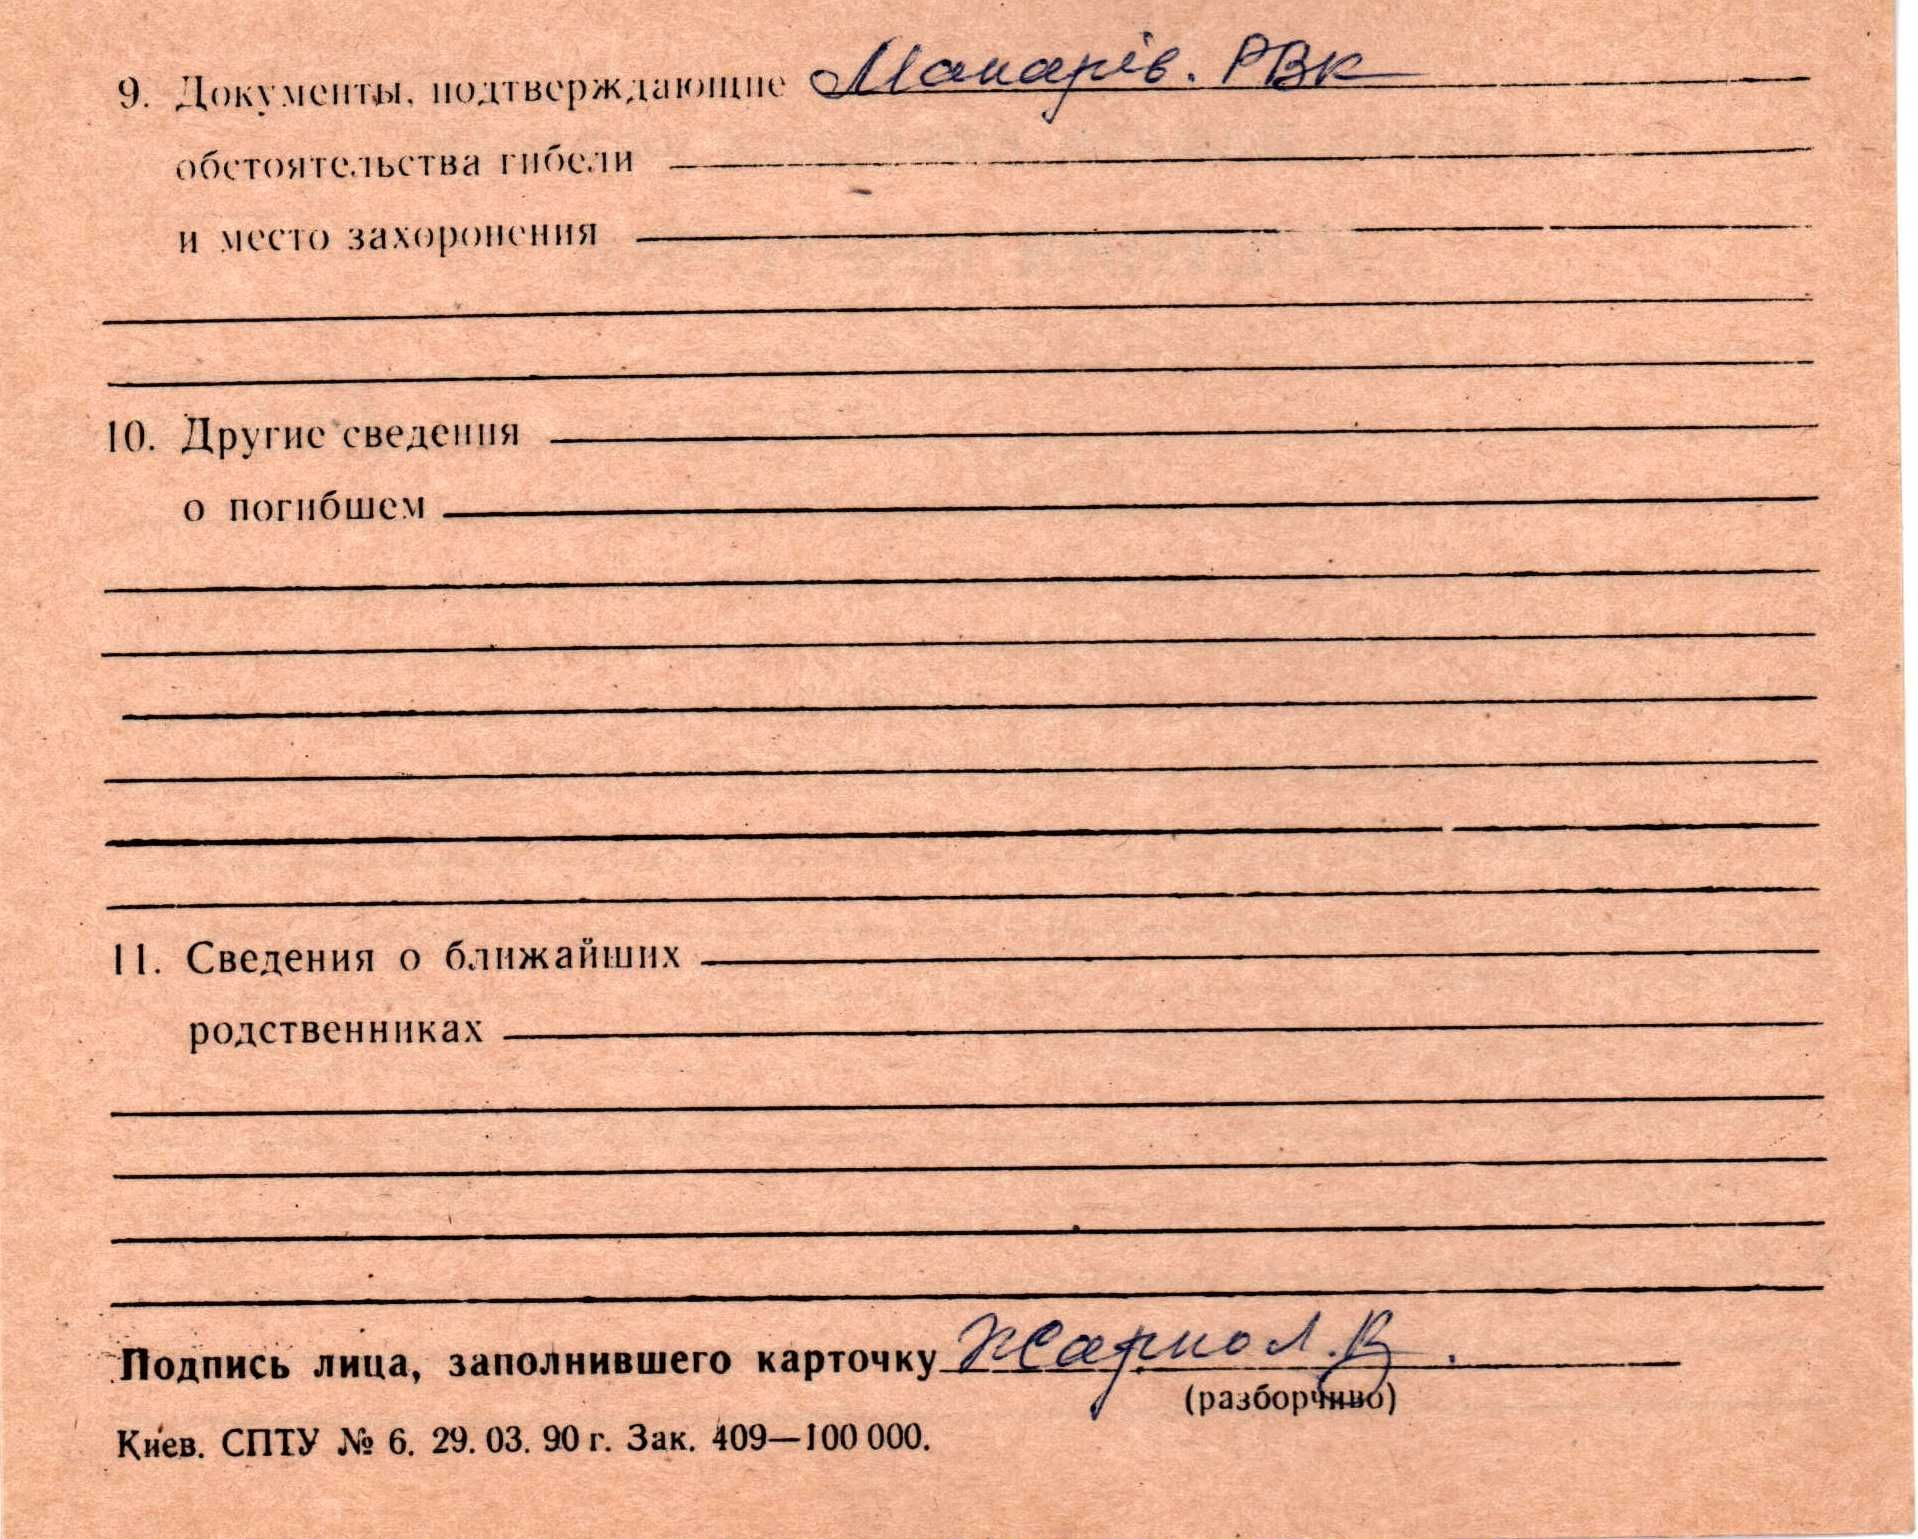 9. Документы, подтверждающие Макарів. РВК
обстоятельства гибели
и место захоронения
10. Другие сведения
о погибшем
11. Сведения о ближайших
родственниках
Подпись лица, заполнившего карточку Жарко Л.В.
(разборчиво)
Киев. СПТУ № 6. 29. 03. 90 г. Зак. 409—100 000.